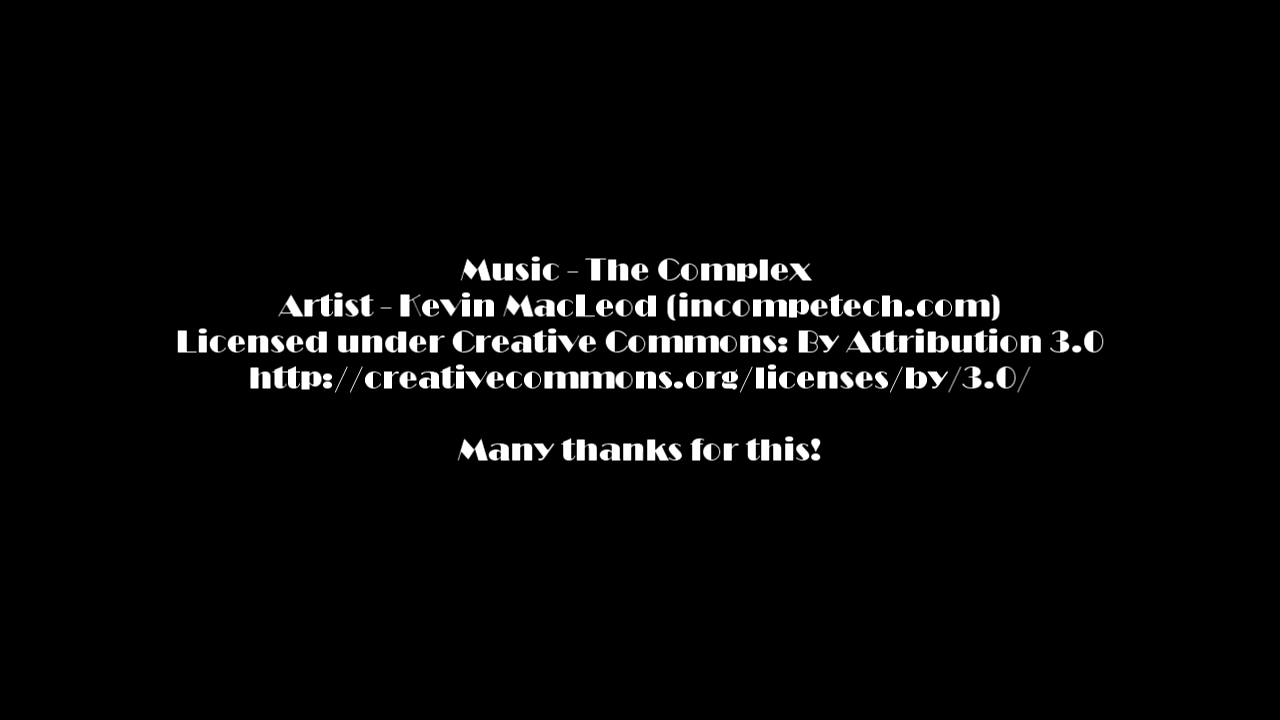 Music - The Complex
Artist - Kevin MacLeod (incompetech.com)
Licensed under Creative Commons: By Attribution 3.0
http://creativecommons.org/licenses/by/3.0/
Many thanks for this!